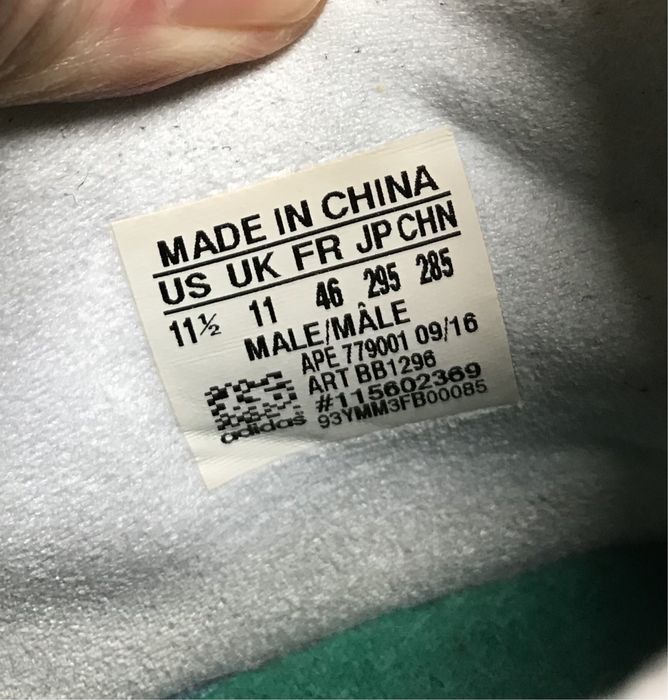 MADE IN CHINA
US UK FR JP CHN
11½ 11 46 295 285
MALE/MÂLE
APE 779001 09/16
ART BB1296
#115602369
93YMM3FB00085
adidas